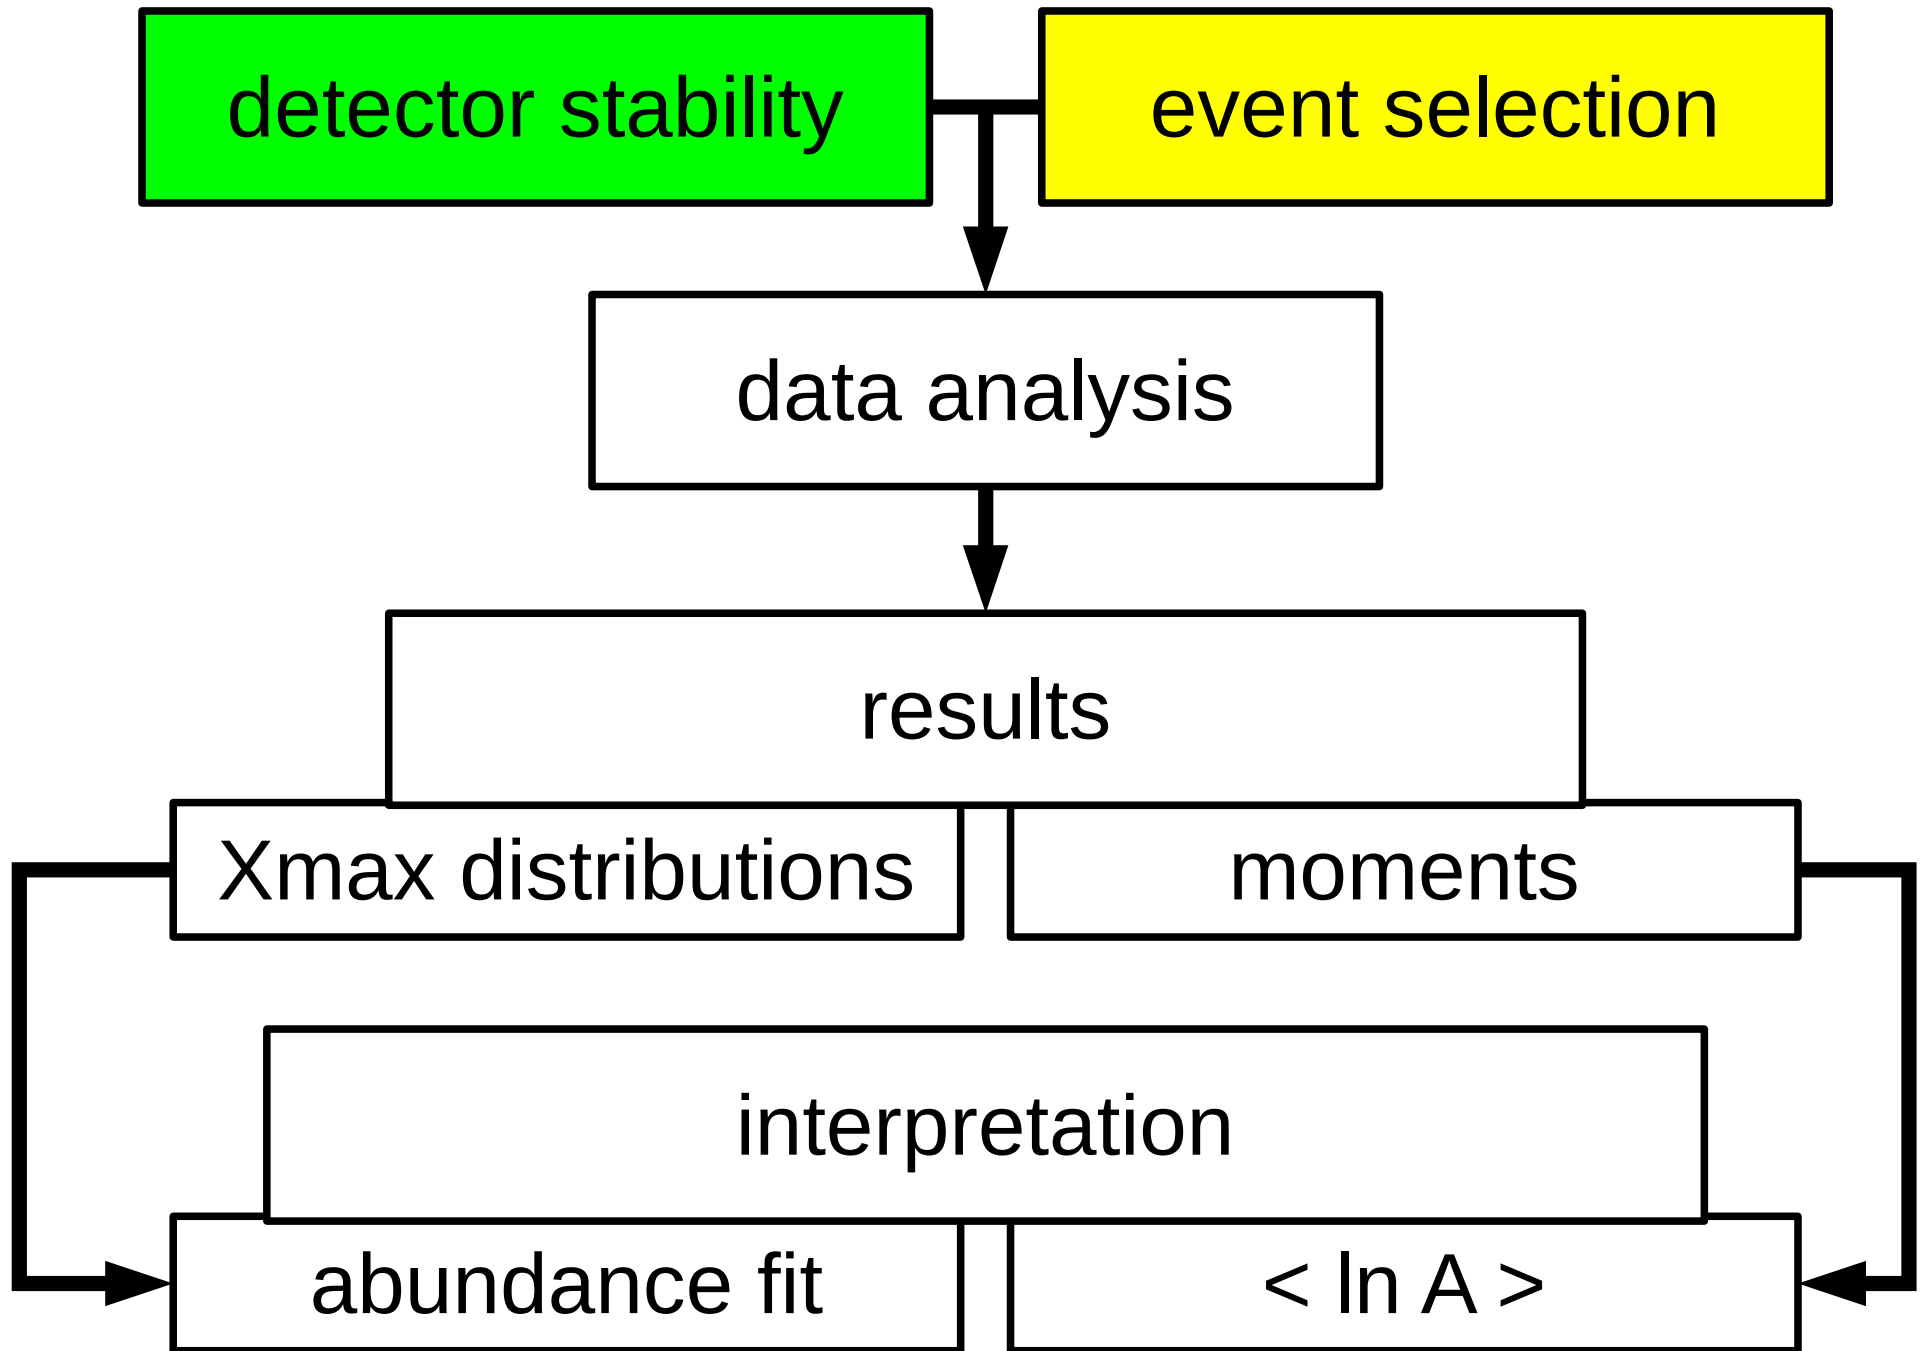 detector stability
event selection
data analysis
results
Xmax distributions
moments
interpretation
abundance fit
< ln A >